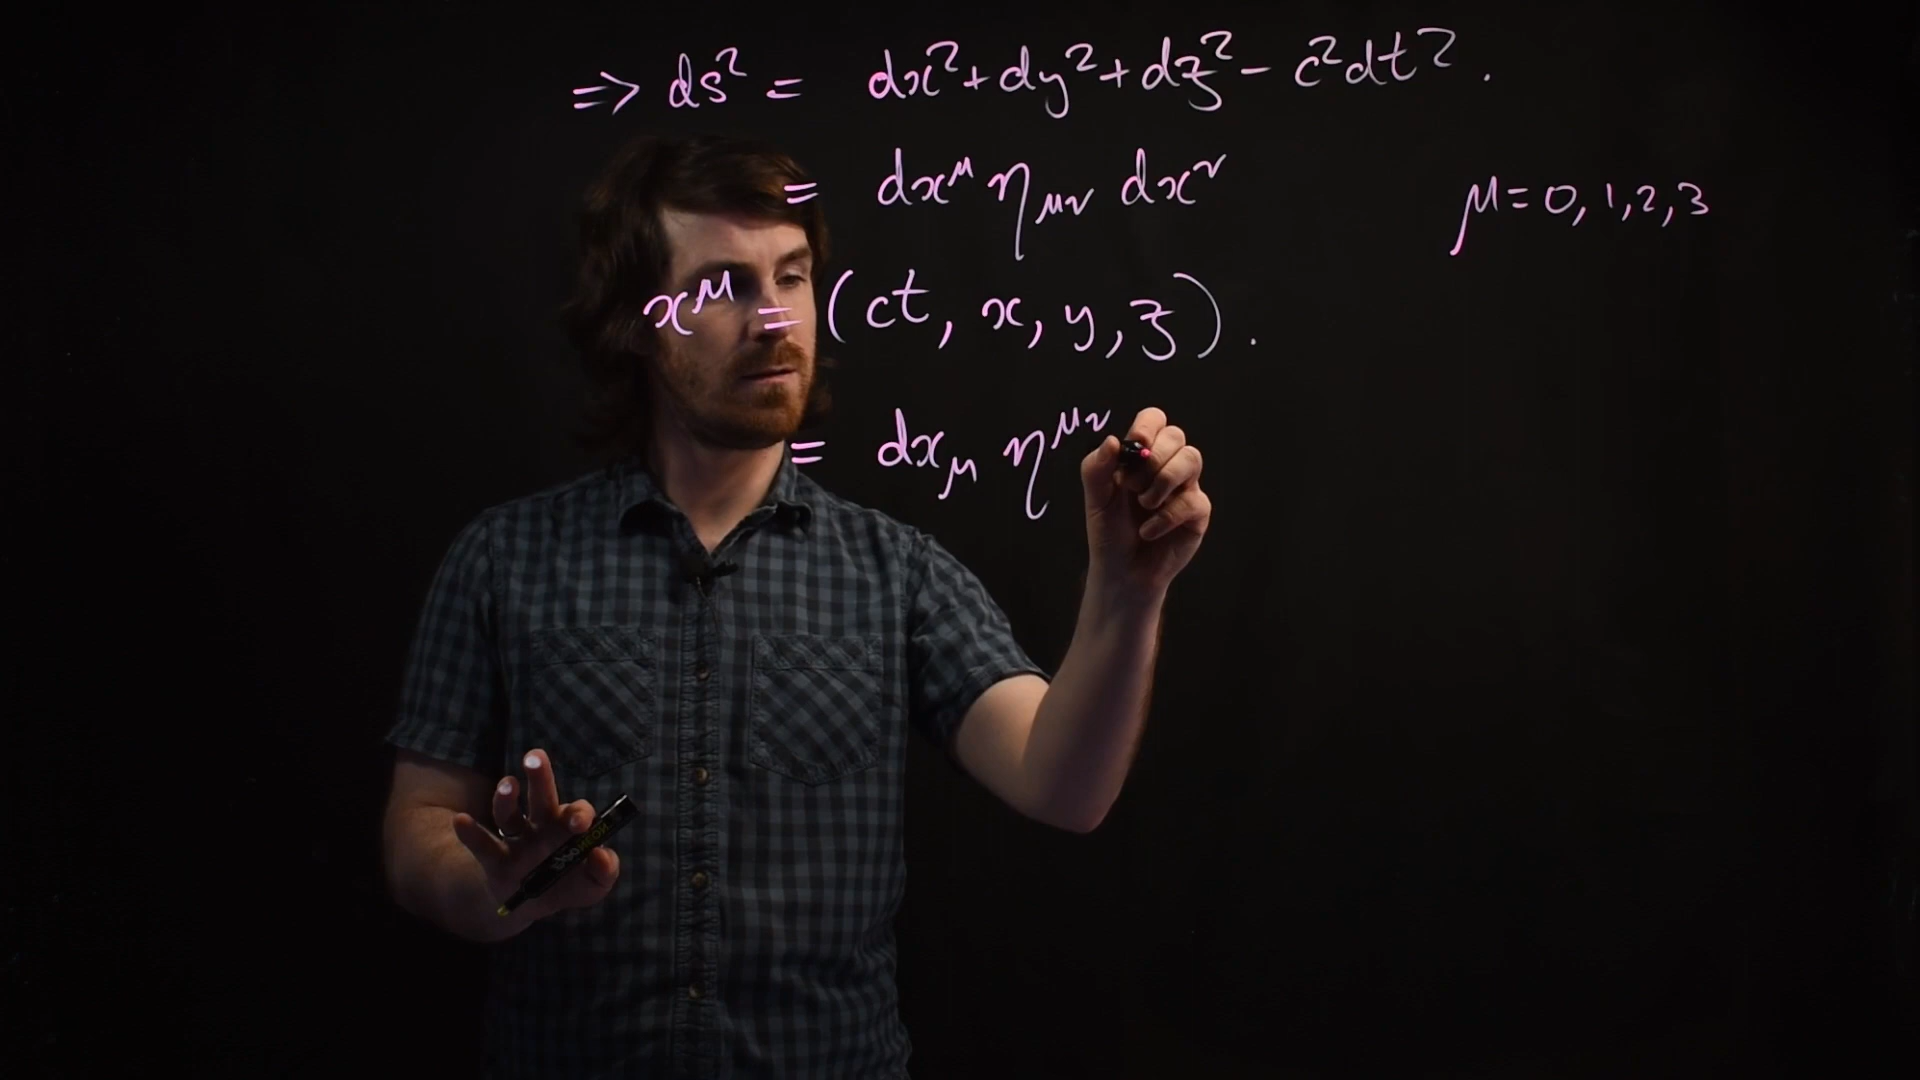 ⇒ ds² = dx² + dy² + dz² - c²dt² .
= dx^μ η_μν dx^ν
μ = 0, 1, 2, 3
x^μ = (ct, x, y, z) .
= dx_μ η^μν